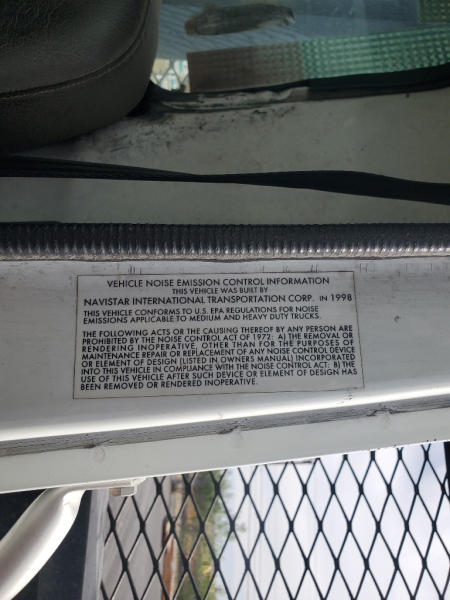 VEHICLE NOISE EMISSION CONTROL INFORMATION
THIS VEHICLE WAS BUILT BY
NAVISTAR INTERNATIONAL TRANSPORTATION CORP. IN 1998
THIS VEHICLE CONFORMS TO U.S. EPA REGULATIONS FOR NOISE
EMISSIONS APPLICABLE TO MEDIUM AND HEAVY DUTY TRUCKS.
THE FOLLOWING ACTS OR THE CAUSING THEREOF BY ANY PERSON ARE
PROHIBITED BY THE NOISE CONTROL ACT OF 1972: A) THE REMOVAL OR
RENDERING INOPERATIVE, OTHER THAN FOR THE PURPOSES OF
MAINTENANCE REPAIR OR REPLACEMENT OF ANY NOISE CONTROL DEVICE
OR ELEMENT OF DESIGN (LISTED IN OWNERS MANUAL) INCORPORATED
INTO THIS VEHICLE IN COMPLIANCE WITH THE NOISE CONTROL ACT: B) THE
USE OF THIS VEHICLE AFTER SUCH DEVICE OR ELEMENT OF DESIGN HAS
BEEN REMOVED OR RENDERED INOPERATIVE.